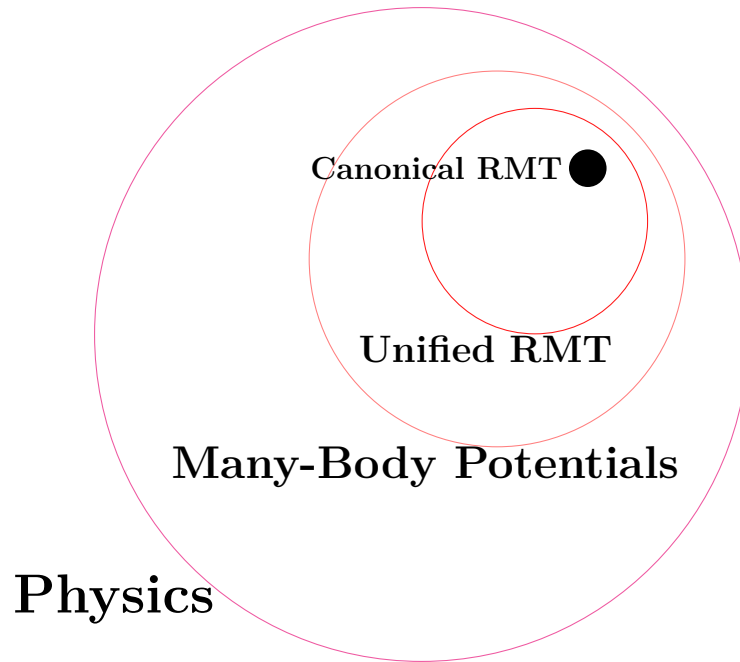 Canonical RMT
Unified RMT
Many-Body Potentials
Physics